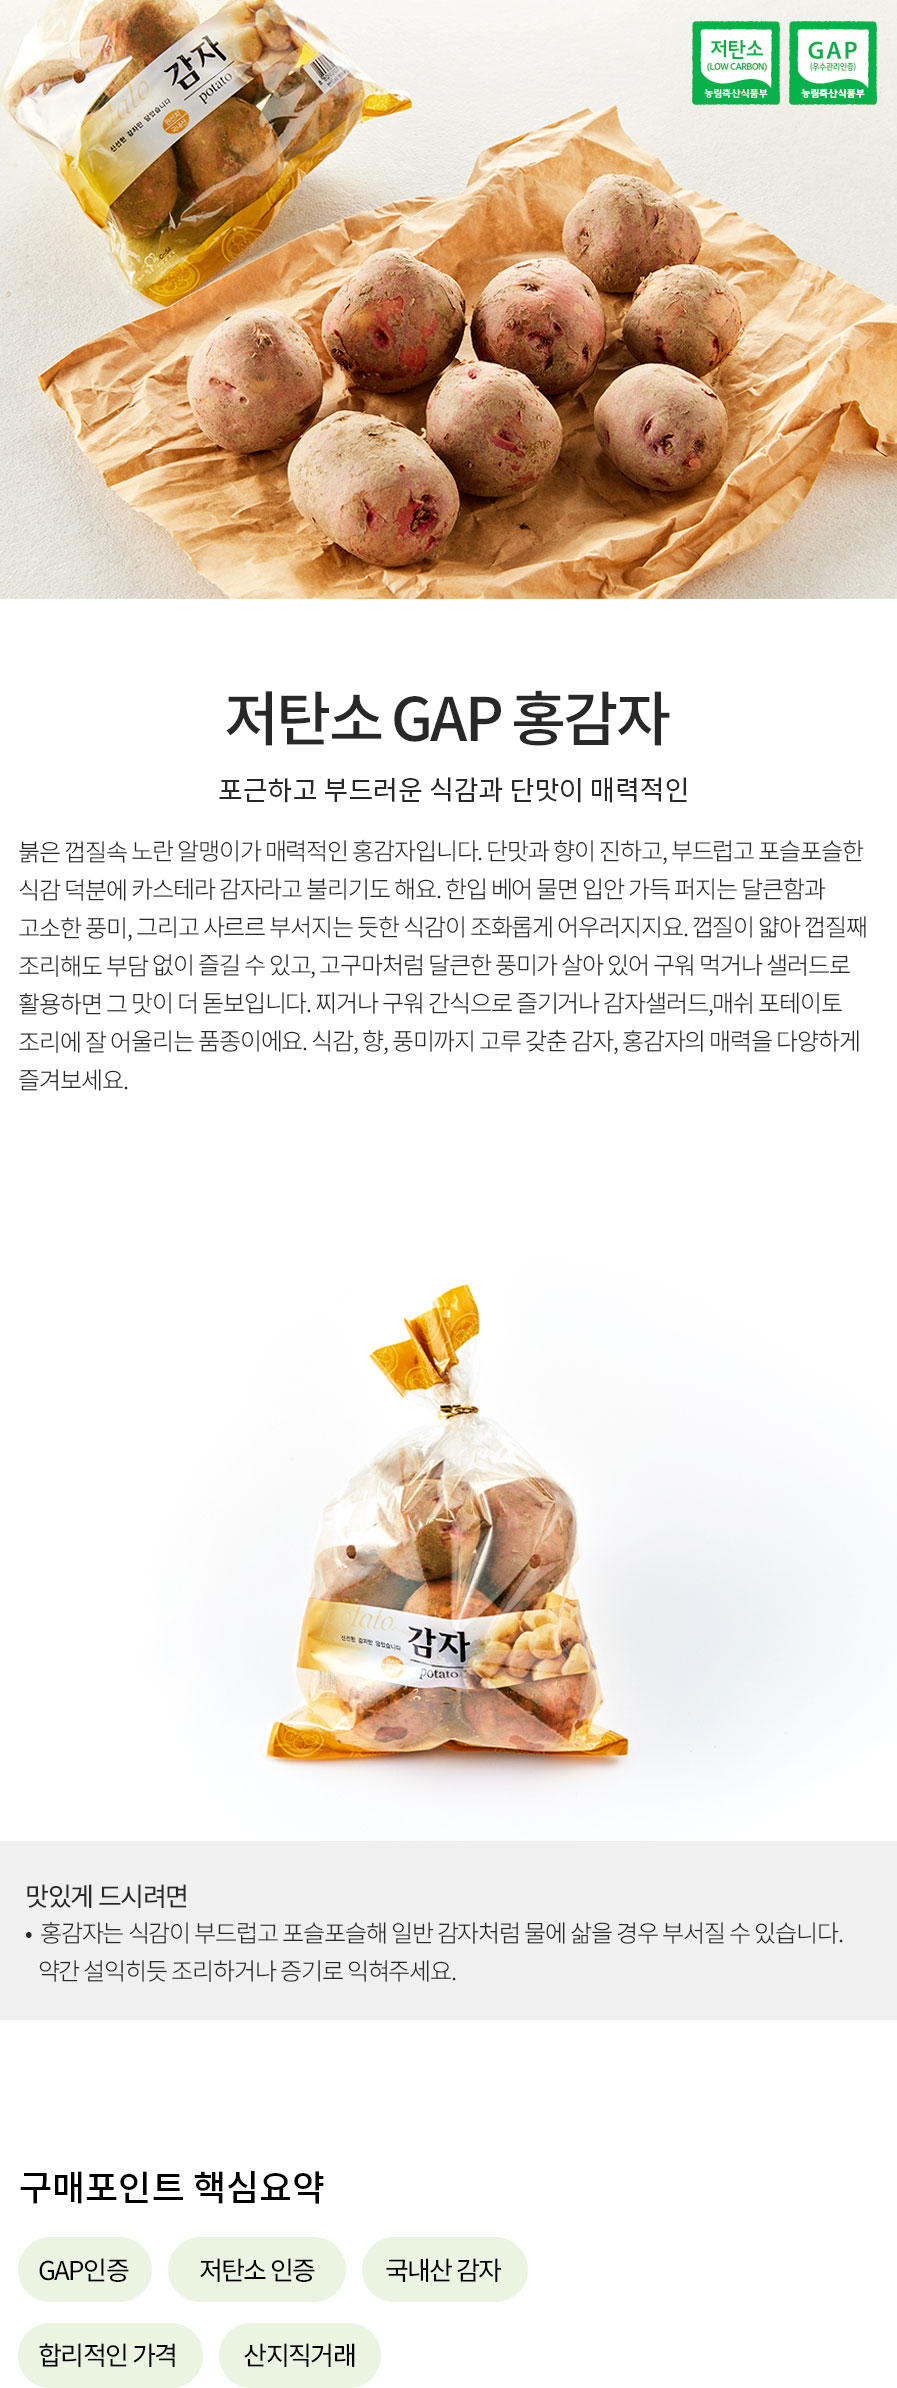 감자
potato
신선한 감자만 담았습니다
원산지
국내산
저탄소
(LOW CARBON)
농림축산식품부
GAP
(우수관리인증)
농림축산식품부
저탄소 GAP 홍감자
포근하고 부드러운 식감과 단맛이 매력적인
붉은 껍질속 노란 알맹이가 매력적인 홍감자입니다. 단맛과 향이 진하고, 부드럽고 포슬포슬한
식감 덕분에 카스테라 감자라고 불리기도 해요. 한입 베어 물면 입안 가득 퍼지는 달큰함과
고소한 풍미, 그리고 사르르 부서지는 듯한 식감이 조화롭게 어우러지지요. 껍질이 얇아 껍질째
조리해도 부담 없이 즐길 수 있고, 고구마처럼 달큰한 풍미가 살아 있어 구워 먹거나 샐러드로
활용하면 그 맛이 더 돋보입니다. 찌거나 구워 간식으로 즐기거나 감자샐러드,매쉬 포테이토
조리에 잘 어울리는 품종이에요. 식감, 향, 풍미까지 고루 갖춘 감자, 홍감자의 매력을 다양하게
즐겨보세요.
potato
신선한 감자만 담았습니다
감자
potato
맛있게 드시려면
• 홍감자는 식감이 부드럽고 포슬포슬해 일반 감자처럼 물에 삶을 경우 부서질 수 있습니다.
약간 설익히듯 조리하거나 증기로 익혀주세요.
구매포인트 핵심요약
GAP인증
저탄소 인증
국내산 감자
합리적인 가격
산지직거래